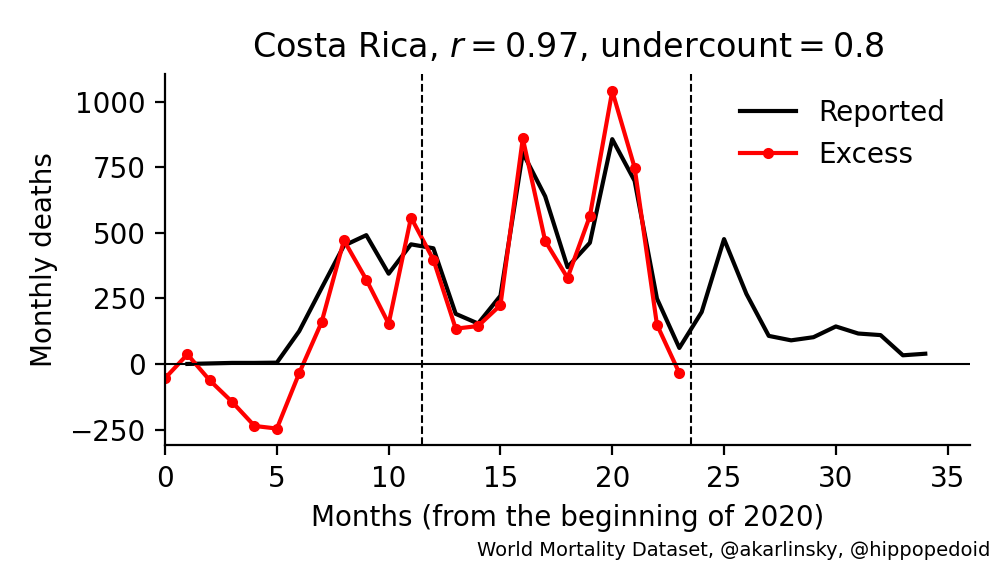 Costa Rica, r = 0.97, undercount = 0.8
Monthly deaths
1000
750
500
250
0
−250
Reported
Excess
0 5 10 15 20 25 30 35
Months (from the beginning of 2020)
World Mortality Dataset, @akarlinsky, @hippopedoid